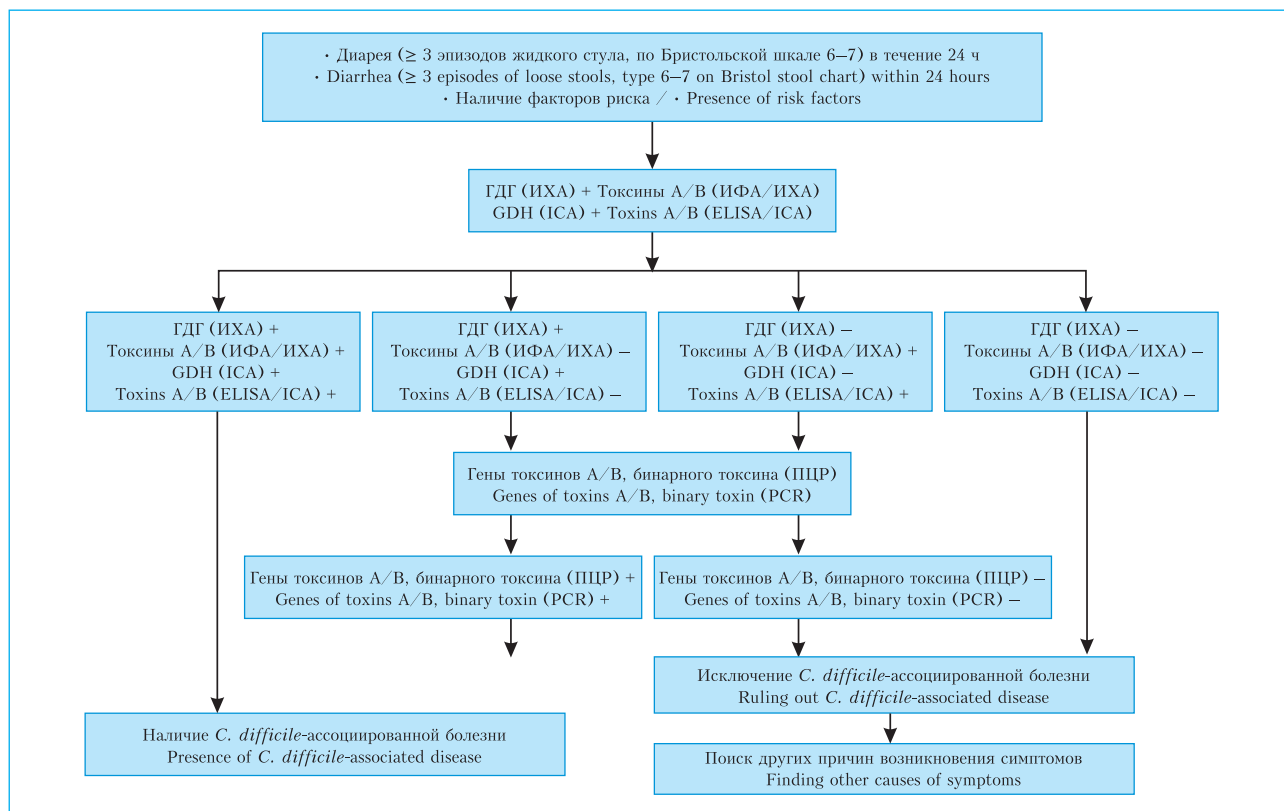 · Диарея (≥ 3 эпизодов жидкого стула, по Бристольской шкале 6–7) в течение 24 ч
· Diarrhea (≥ 3 episodes of loose stools, type 6–7 on Bristol stool chart) within 24 hours
· Наличие факторов риска / · Presence of risk factors
ГДГ (ИХА) + Токсины А/В (ИФА/ИХА)
GDH (ICA) + Toxins A/B (ELISA/ICA)
ГДГ (ИХА) +
Токсины А/В (ИФА/ИХА) +
GDH (ICA) +
Toxins A/B (ELISA/ICA) +
ГДГ (ИХА) +
Токсины А/В (ИФА/ИХА) –
GDH (ICA) +
Toxins A/B (ELISA/ICA) –
ГДГ (ИХА) –
Токсины А/В (ИФА/ИХА) +
GDH (ICA) –
Toxins A/B (ELISA/ICA) +
ГДГ (ИХА) –
Токсины А/В (ИФА/ИХА) –
GDH (ICA) –
Toxins A/B (ELISA/ICA) –
Гены токсинов А/В, бинарного токсина (ПЦР)
Genes of toxins A/B, binary toxin (PCR)
Гены токсинов А/В, бинарного токсина (ПЦР) +
Genes of toxins A/B, binary toxin (PCR) +
Гены токсинов А/В, бинарного токсина (ПЦР) –
Genes of toxins A/B, binary toxin (PCR) –
Исключение C. difficile-ассоциированной болезни
Ruling out C. difficile-associated disease
Наличие C. difficile-ассоциированной болезни
Presence of C. difficile-associated disease
Поиск других причин возникновения симптомов
Finding other causes of symptoms